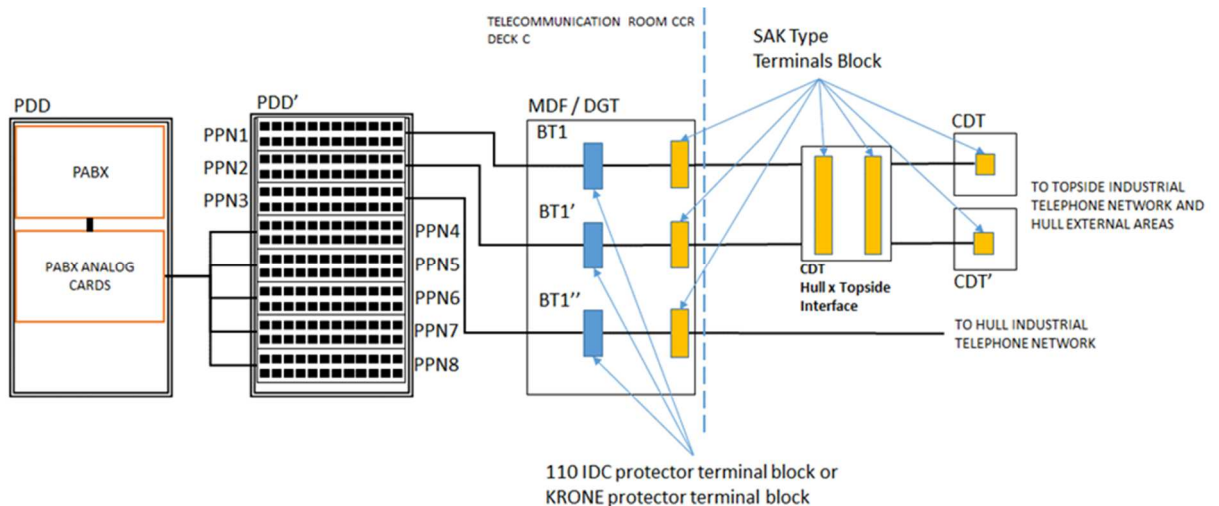 TELECOMMUNICATION ROOM CCR
DECK C
SAK Type
Terminals Block
PDD
PDD'
MDF / DGT
CDT
PABX
PABX ANALOG
CARDS
PPN1
PPN2
PPN3
PPN4
PPN5
PPN6
PPN7
PPN8
BT1
BT1'
BT1''
CDT
Hull x Topside
Interface
CDT'
TO TOPSIDE INDUSTRIAL
TELEPHONE NETWORK AND
HULL EXTERNAL AREAS
TO HULL INDUSTRIAL
TELEPHONE NETWORK
110 IDC protector terminal block or
KRONE protector terminal block